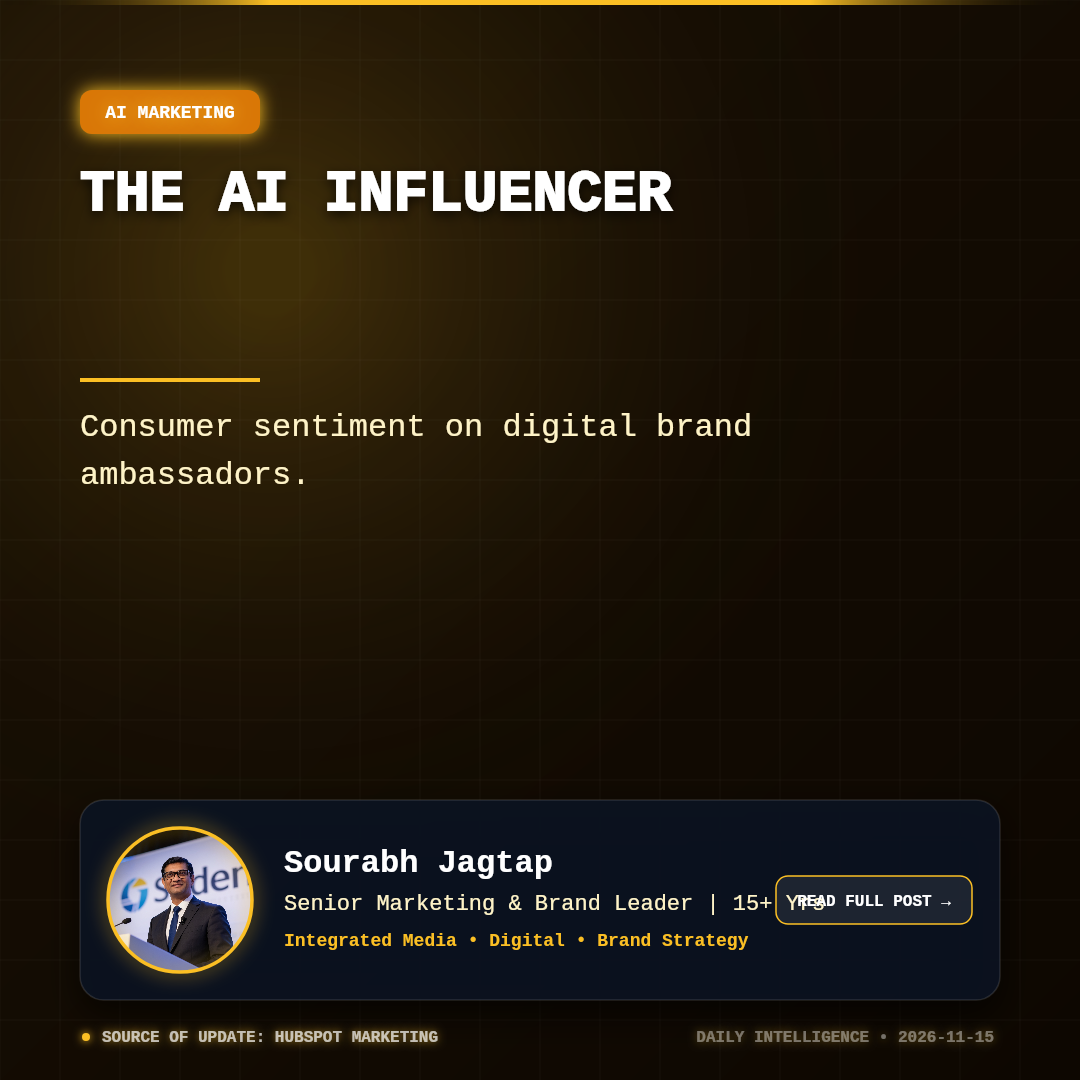 AI MARKETING
THE AI INFLUENCER
Consumer sentiment on digital brand
ambassadors.
Sourabh Jagtap
Senior Marketing & Brand Leader | 15+ Yrs
READ FULL POST →
Integrated Media • Digital • Brand Strategy
SOURCE OF UPDATE: HUBSPOT MARKETING
DAILY INTELLIGENCE • 2026-11-15